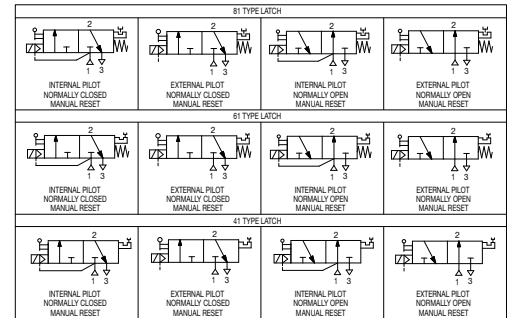 81 TYPE LATCH
2 2 2 2
1 3 1 3 1 3 1 3
INTERNAL PILOT EXTERNAL PILOT INTERNAL PILOT EXTERNAL PILOT
NORMALLY CLOSED NORMALLY CLOSED NORMALLY OPEN NORMALLY OPEN
MANUAL RESET MANUAL RESET MANUAL RESET MANUAL RESET
61 TYPE LATCH
2 2 2 2
1 3 1 3 1 3 1 3
INTERNAL PILOT EXTERNAL PILOT INTERNAL PILOT EXTERNAL PILOT
NORMALLY CLOSED NORMALLY CLOSED NORMALLY OPEN NORMALLY OPEN
MANUAL RESET MANUAL RESET MANUAL RESET MANUAL RESET
41 TYPE LATCH
2 2 2 2
1 3 1 3 1 3 1 3
INTERNAL PILOT EXTERNAL PILOT INTERNAL PILOT EXTERNAL PILOT
NORMALLY CLOSED NORMALLY CLOSED NORMALLY OPEN NORMALLY OPEN
MANUAL RESET MANUAL RESET MANUAL RESET MANUAL RESET